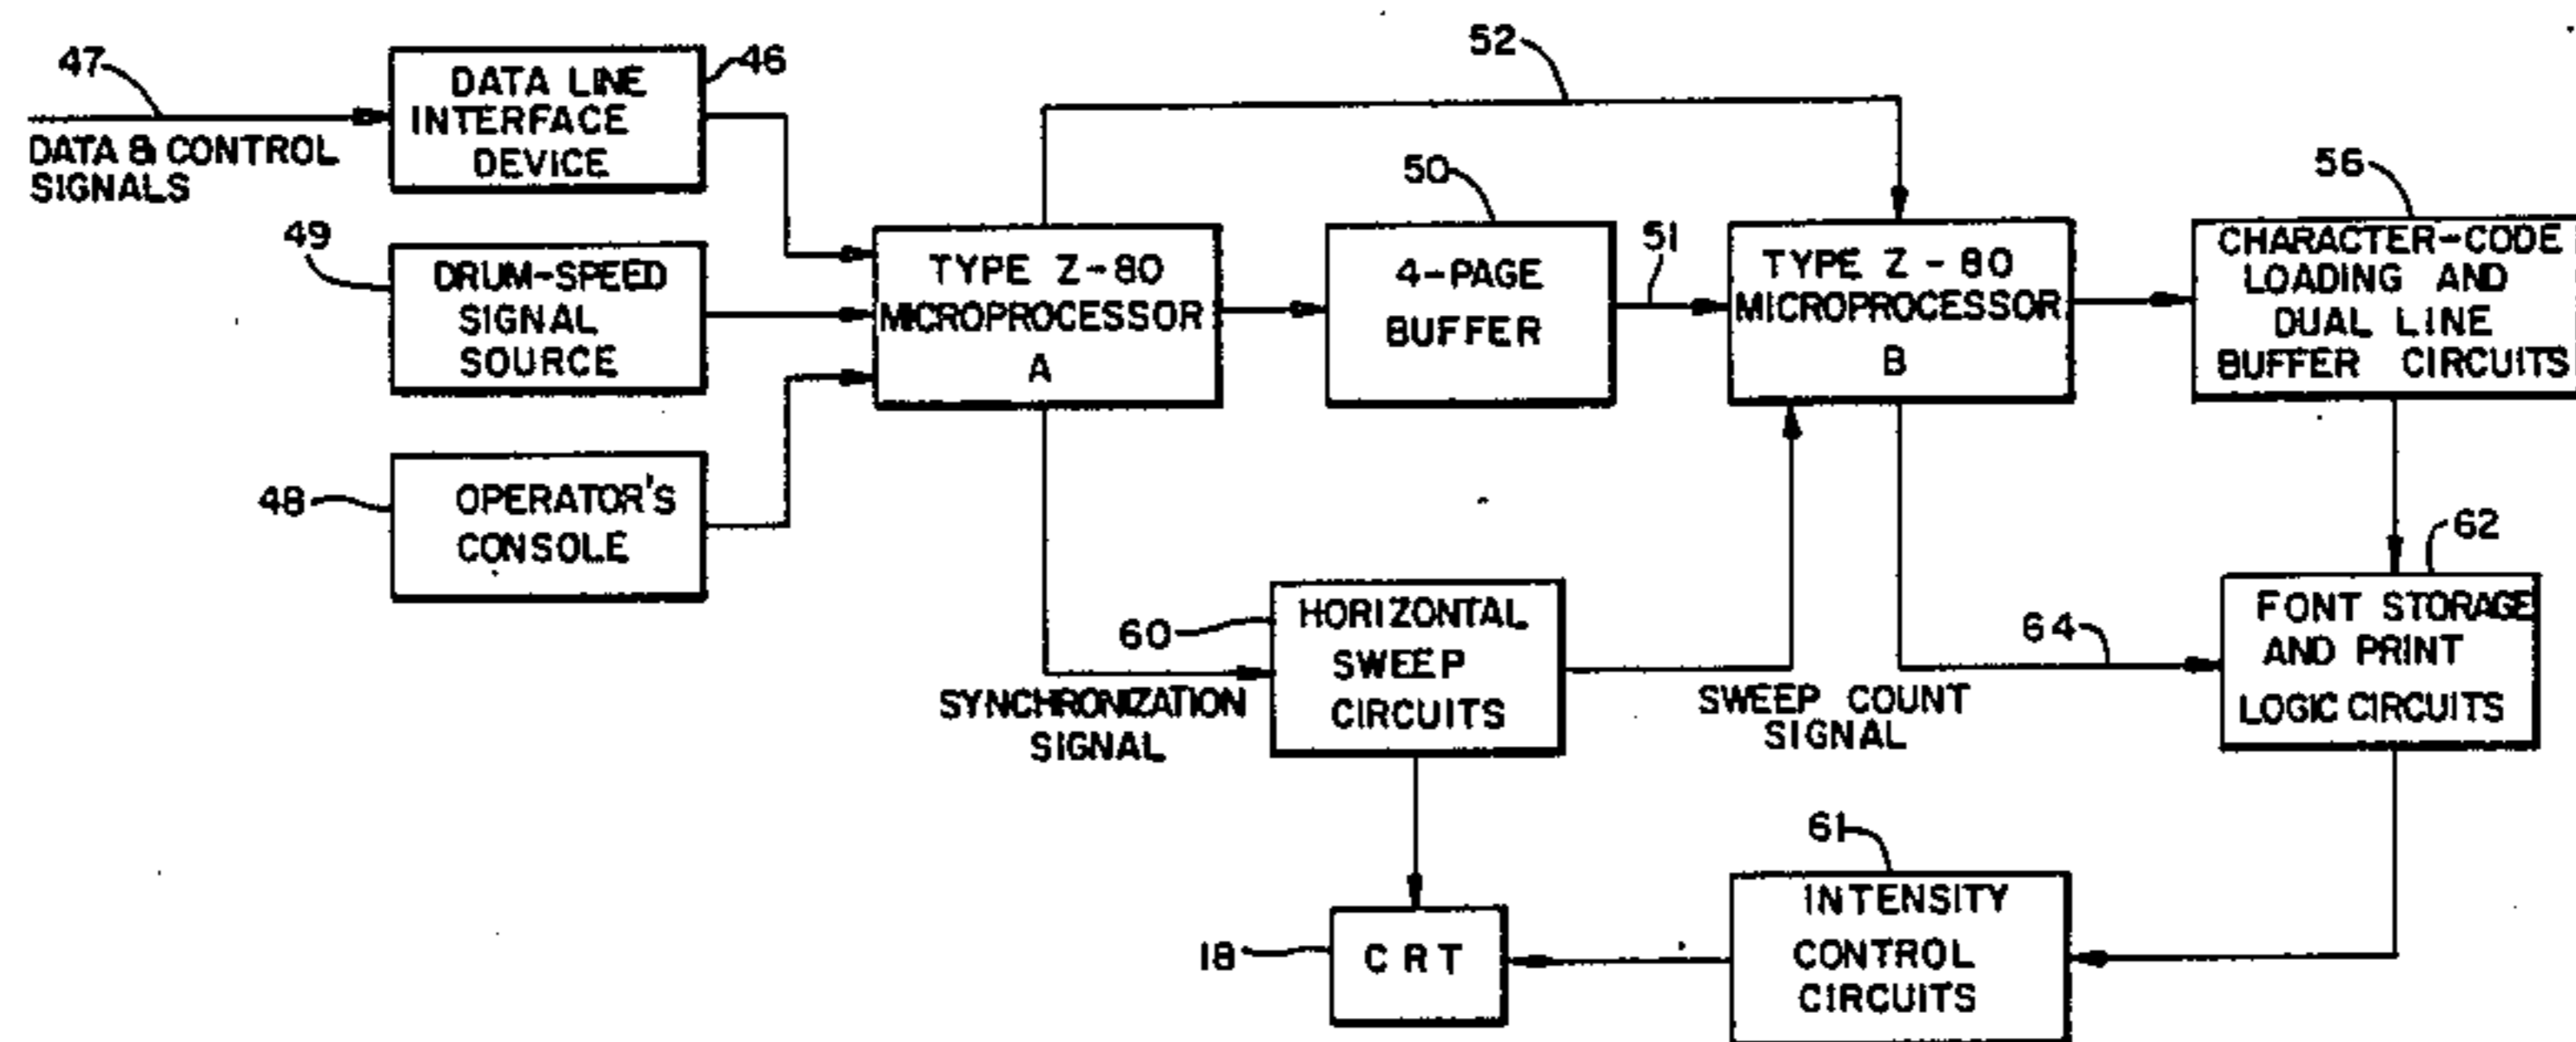 47
DATA & CONTROL
SIGNALS
DATA LINE
INTERFACE
DEVICE
46
49
DRUM-SPEED
SIGNAL
SOURCE
48
OPERATOR'S
CONSOLE
TYPE Z-80
MICROPROCESSOR
A
52
50
4-PAGE
BUFFER
51
TYPE Z-80
MICROPROCESSOR
B
56
CHARACTER-CODE
LOADING AND
DUAL LINE
BUFFER CIRCUITS
SYNCHRONIZATION
SIGNAL
60
HORIZONTAL
SWEEP
CIRCUITS
SWEEP COUNT
SIGNAL
64
62
FONT STORAGE
AND PRINT
LOGIC CIRCUITS
18
CRT
61
INTENSITY
CONTROL
CIRCUITS